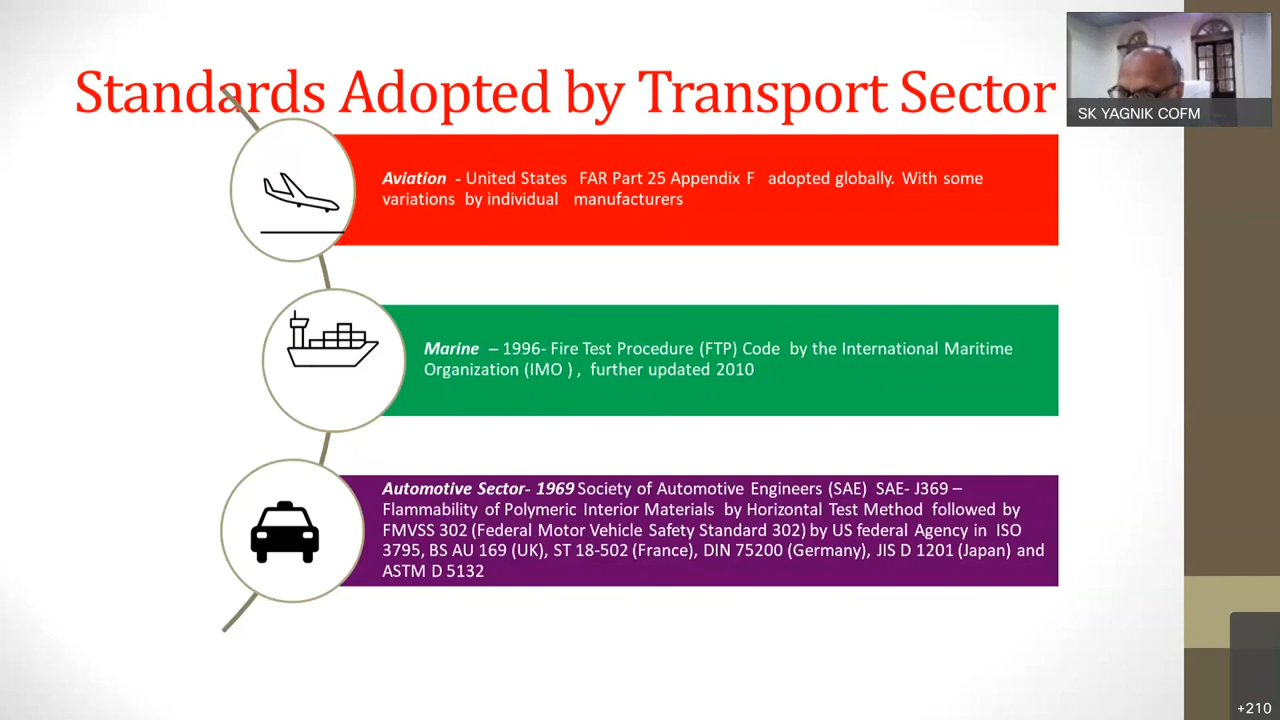 Standards Adopted by Transport Sector
SK YAGNIK COFM
Aviation - United States FAR Part 25 Appendix F adopted globally. With some
variations by individual manufacturers
Marine – 1996- Fire Test Procedure (FTP) Code by the International Maritime
Organization (IMO ) , further updated 2010
Automotive Sector- 1969 Society of Automotive Engineers (SAE) SAE- J369 –
Flammability of Polymeric Interior Materials by Horizontal Test Method followed by
FMVSS 302 (Federal Motor Vehicle Safety Standard 302) by US federal Agency in ISO
3795, BS AU 169 (UK), ST 18-502 (France), DIN 75200 (Germany), JIS D 1201 (Japan) and
ASTM D 5132
+210